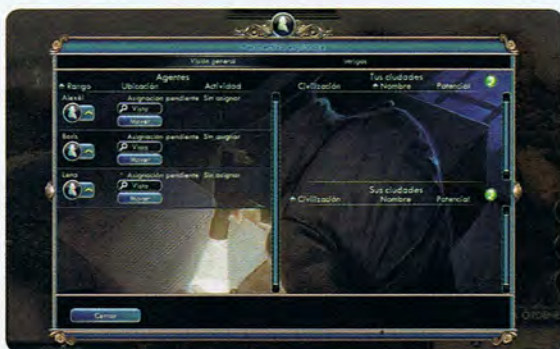 Visión general Intrigas
Agentes
Rango Ubicación Actividad
Alexei
Asignación pendiente Sin asignar
Vista
Mover
Boris
Asignación pendiente Sin asignar
Vista
Mover
Lena
Asignación pendiente Sin asignar
Vista
Mover
Tus ciudades
Civilización Nombre Potencial
Sus ciudades
Civilización Nombre Potencial
Cerrar